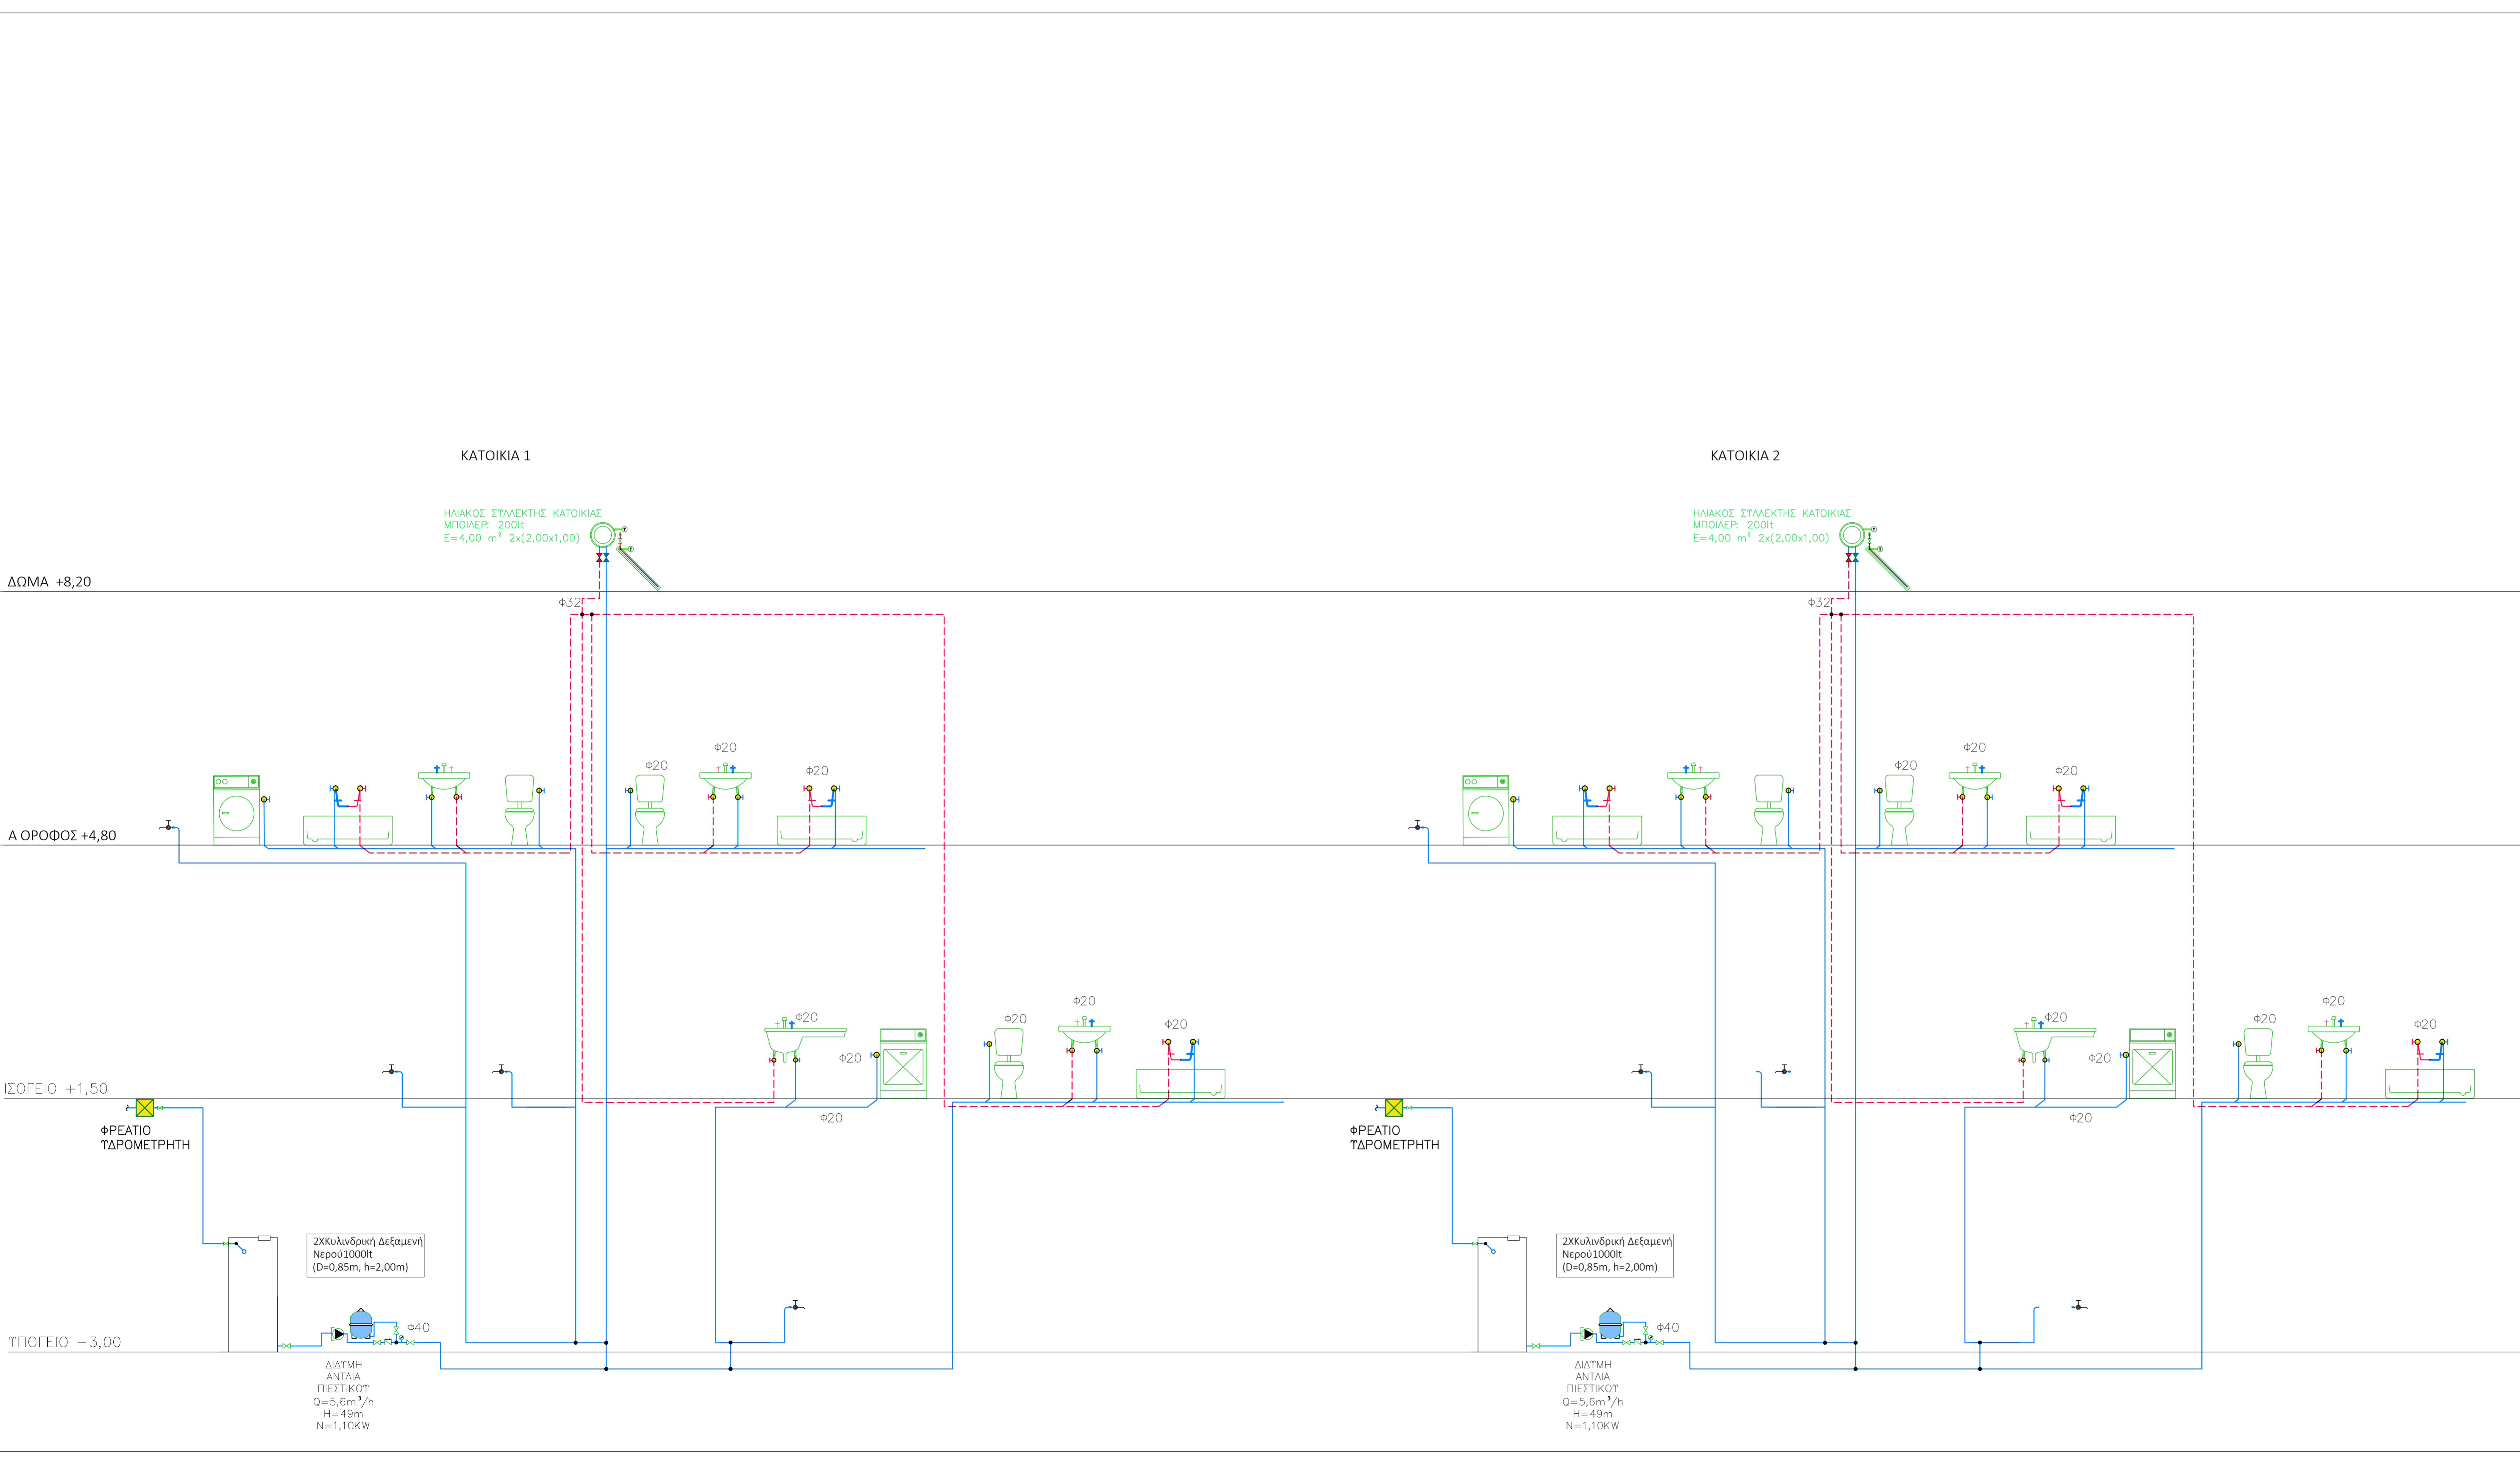 ΚΑΤΟΙΚΙΑ 1
ΚΑΤΟΙΚΙΑ 2
ΗΛΙΑΚΟΣ ΣΥΛΛΕΚΤΗΣ ΚΑΤΟΙΚΙΑΣ
ΜΠΟΙΛΕΡ: 200lt
E=4,00 m² 2x(2,00x1,00)
ΗΛΙΑΚΟΣ ΣΥΛΛΕΚΤΗΣ ΚΑΤΟΙΚΙΑΣ
ΜΠΟΙΛΕΡ: 200lt
E=4,00 m² 2x(2,00x1,00)
ΔΩΜΑ +8,20
Φ32
Φ32
Φ20
Φ20
Φ20
Φ20
Φ20
Φ20
Α ΟΡΟΦΟΣ +4,80
Φ20
Φ20
Φ20
Φ20
Φ20
Φ20
Φ20
Φ20
Φ20
Φ20
Φ20
Φ20
ΙΣΟΓΕΙΟ +1,50
ΦΡΕΑΤΙΟ
ΥΔΡΟΜΕΤΡΗΤΗ
ΦΡΕΑΤΙΟ
ΥΔΡΟΜΕΤΡΗΤΗ
2ΧΚυλινδρική Δεξαμενή
Νερού1000lt
(D=0,85m, h=2,00m)
2ΧΚυλινδρική Δεξαμενή
Νερού1000lt
(D=0,85m, h=2,00m)
Φ40
Φ40
ΥΠΟΓΕΙΟ −3,00
ΔΙΔΥΜΗ
ΑΝΤΛΙΑ
ΠΙΕΣΤΙΚΟΥ
Q=5,6m³/h
H=49m
N=1,10KW
ΔΙΔΥΜΗ
ΑΝΤΛΙΑ
ΠΙΕΣΤΙΚΟΥ
Q=5,6m³/h
H=49m
N=1,10KW